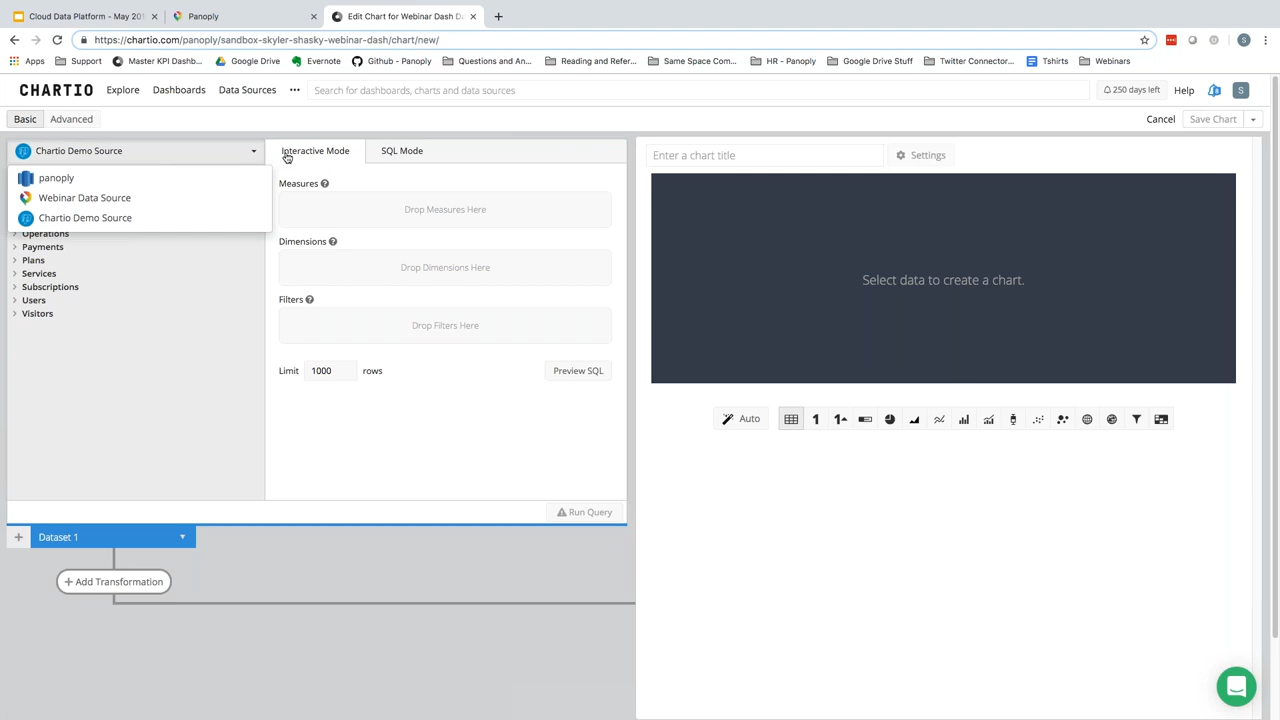 Cloud Data Platform - May 201
Panoply
Edit Chart for Webinar Dash Da
https://chartio.com/panoply/sandbox-skyler-shasky-webinar-dash/chart/new/
S
Apps
Support
Master KPI Dashb...
Google Drive
Evernote
Github - Panoply
Questions and An...
Reading and Refer...
Same Space Com...
HR - Panoply
Google Drive Stuff
Twitter Connector...
Tshirts
Webinars
CHARTIO
Explore
Dashboards
Data Sources
Search for dashboards, charts and data sources
250 days left
Help
S
Basic
Advanced
Cancel
Save Chart
Chartio Demo Source
Interactive Mode
SQL Mode
Enter a chart title
Settings
panoply
Webinar Data Source
Chartio Demo Source
Operations
Payments
Plans
Services
Subscriptions
Users
Visitors
Measures
Drop Measures Here
Dimensions
Drop Dimensions Here
Filters
Drop Filters Here
Limit 1000 rows
Preview SQL
Select data to create a chart.
Auto
1
1
Run Query
Dataset 1
+ Add Transformation